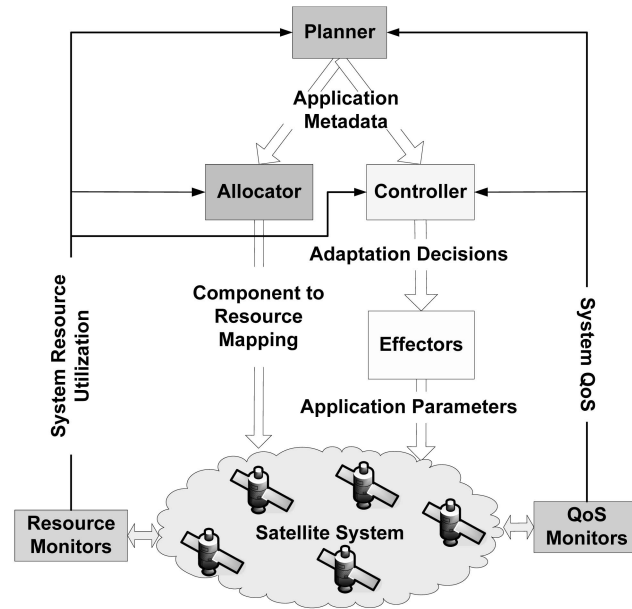 Planner
Application
Metadata
Allocator
Controller
Adaptation Decisions
Component to
Resource
Mapping
Effectors
System Resource
Utilization
System QoS
Application Parameters
Satellite System
Resource
Monitors
QoS
Monitors